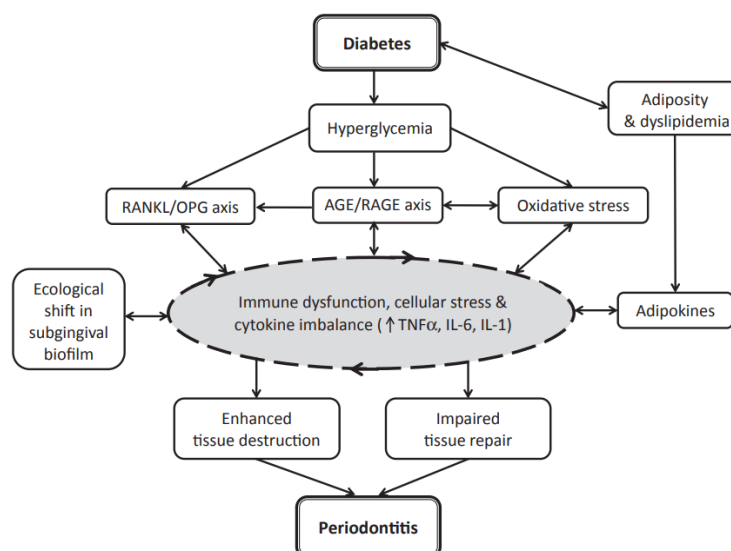 Diabetes
Adiposity
& dyslipidemia
Hyperglycemia
RANKL/OPG axis
AGE/RAGE axis
Oxidative stress
Ecological
shift in
subgingival
biofilm
Immune dysfunction, cellular stress &
cytokine imbalance (↑TNFα, IL-6, IL-1)
Adipokines
Enhanced
tissue destruction
Impaired
tissue repair
Periodontitis